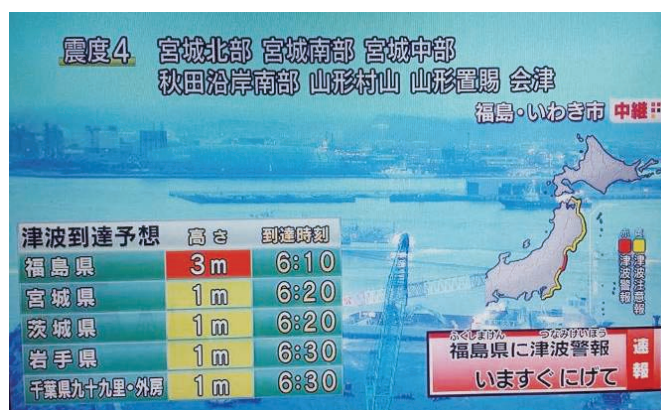 震度4 宮城北部 宮城南部 宮城中部
秋田沿岸南部 山形村山 山形置賜 会津
福島・いわき市 中継
津波到達予想 高さ 到達時刻
福島県 3m 6:10
宮城県 1m 6:20
茨城県 1m 6:20
岩手県 1m 6:30
千葉県九十九里・外房 1m 6:30
津波警報
津波注意報
ふくしまけん つなみけいほう
福島県に津波警報
いますぐ にげて
速報